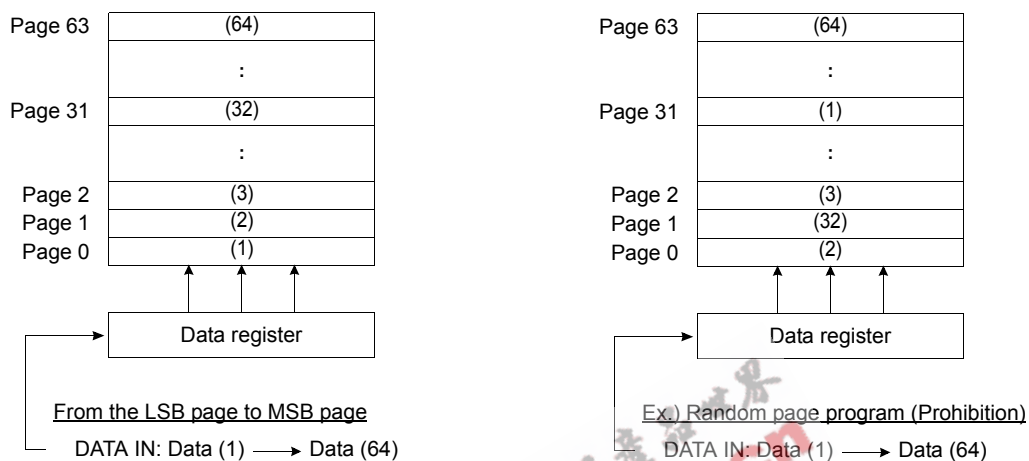 Page 63 (64)
:
Page 31 (32)
:
Page 2 (3)
Page 1 (2)
Page 0 (1)
Data register
From the LSB page to MSB page
DATA IN: Data (1) Data (64)
Page 63 (64)
:
Page 31 (1)
:
Page 2 (3)
Page 1 (32)
Page 0 (2)
Data register
Ex.) Random page program (Prohibition)
DATA IN: Data (1) Data (64)